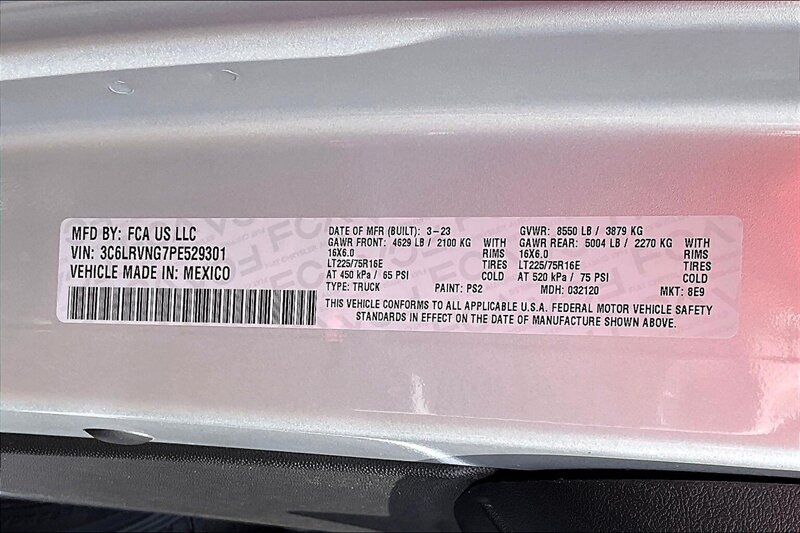 MFD BY: FCA US LLC
VIN: 3C6LRVNG7PE529301
VEHICLE MADE IN: MEXICO
DATE OF MFR (BUILT): 3-23 GVWR: 8550 LB / 3879 KG
GAWR FRONT: 4629 LB / 2100 KG WITH GAWR REAR: 5004 LB / 2270 KG WITH
16X6.0 RIMS 16X6.0 RIMS
LT225/75R16E TIRES LT225/75R16E TIRES
AT 450 kPa / 65 PSI COLD AT 520 kPa / 75 PSI COLD
TYPE: TRUCK PAINT: PS2 MDH: 032120 MKT: 8E9
THIS VEHICLE CONFORMS TO ALL APPLICABLE U.S.A. FEDERAL MOTOR VEHICLE SAFETY
STANDARDS IN EFFECT ON THE DATE OF MANUFACTURE SHOWN ABOVE.